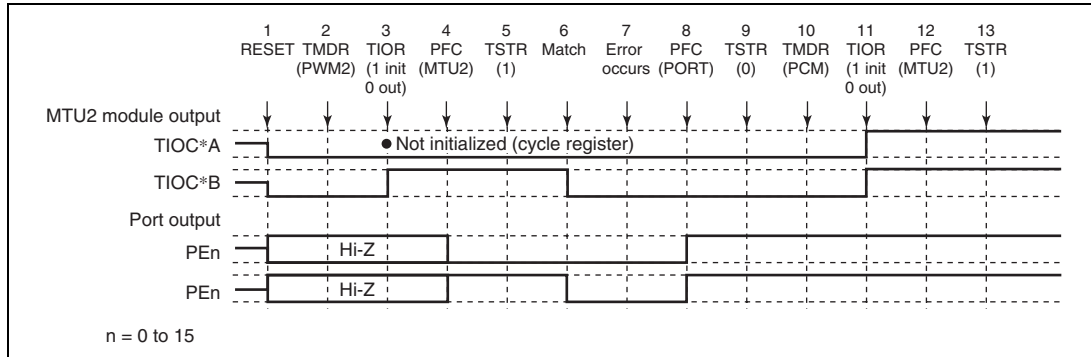 1 2 3 4 5 6 7 8 9 10 11 12 13
RESET TMDR TIOR PFC TSTR Match Error PFC TSTR TMDR TIOR PFC TSTR
(PWM2) (1 init (MTU2) (1) occurs (PORT) (0) (PCM) (1 init (MTU2) (1)
0 out) 0 out)
MTU2 module output
TIOC*A ● Not initialized (cycle register)
TIOC*B
Port output
PEn Hi-Z
PEn Hi-Z
n = 0 to 15